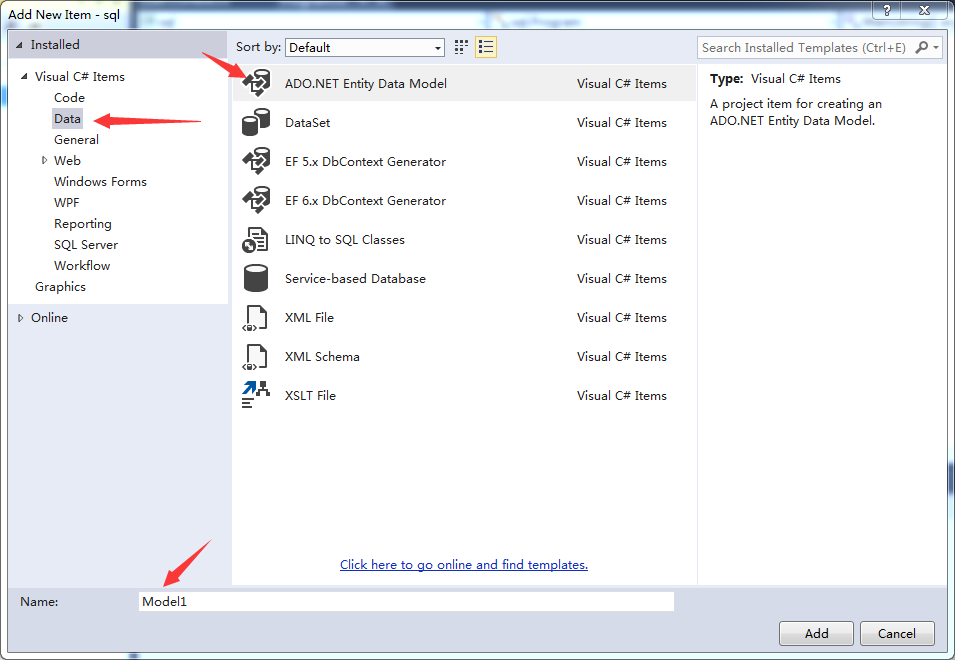 Add New Item - sql
?
Installed
Sort by: Default
Search Installed Templates (Ctrl+E)
Visual C# Items
Code
Data
General
Web
Windows Forms
WPF
Reporting
SQL Server
Workflow
Graphics
Online
ADO.NET Entity Data Model Visual C# Items
DataSet Visual C# Items
EF 5.x DbContext Generator Visual C# Items
EF 6.x DbContext Generator Visual C# Items
LINQ to SQL Classes Visual C# Items
Service-based Database Visual C# Items
XML File Visual C# Items
XML Schema Visual C# Items
XSLT File Visual C# Items
Type: Visual C# Items
A project item for creating an
ADO.NET Entity Data Model.
Click here to go online and find templates.
Name: Model1
Add Cancel